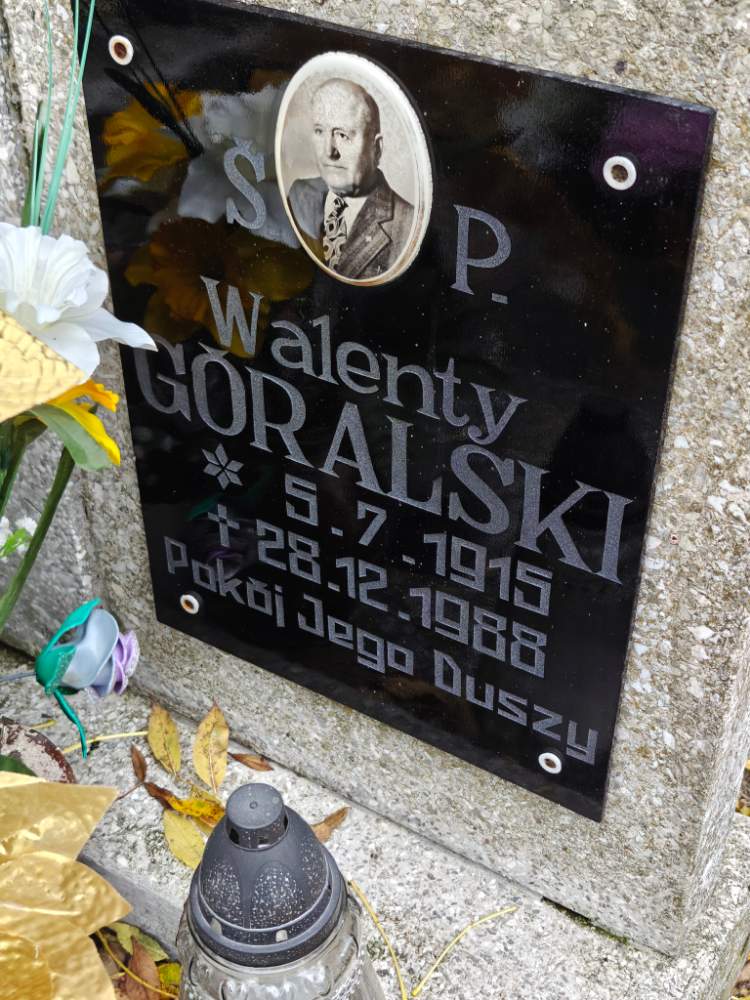 Ś P.
Walenty
GÓRALSKI
* 5.7.1915
✝ 28.12.1988
Pokój Jego Duszy